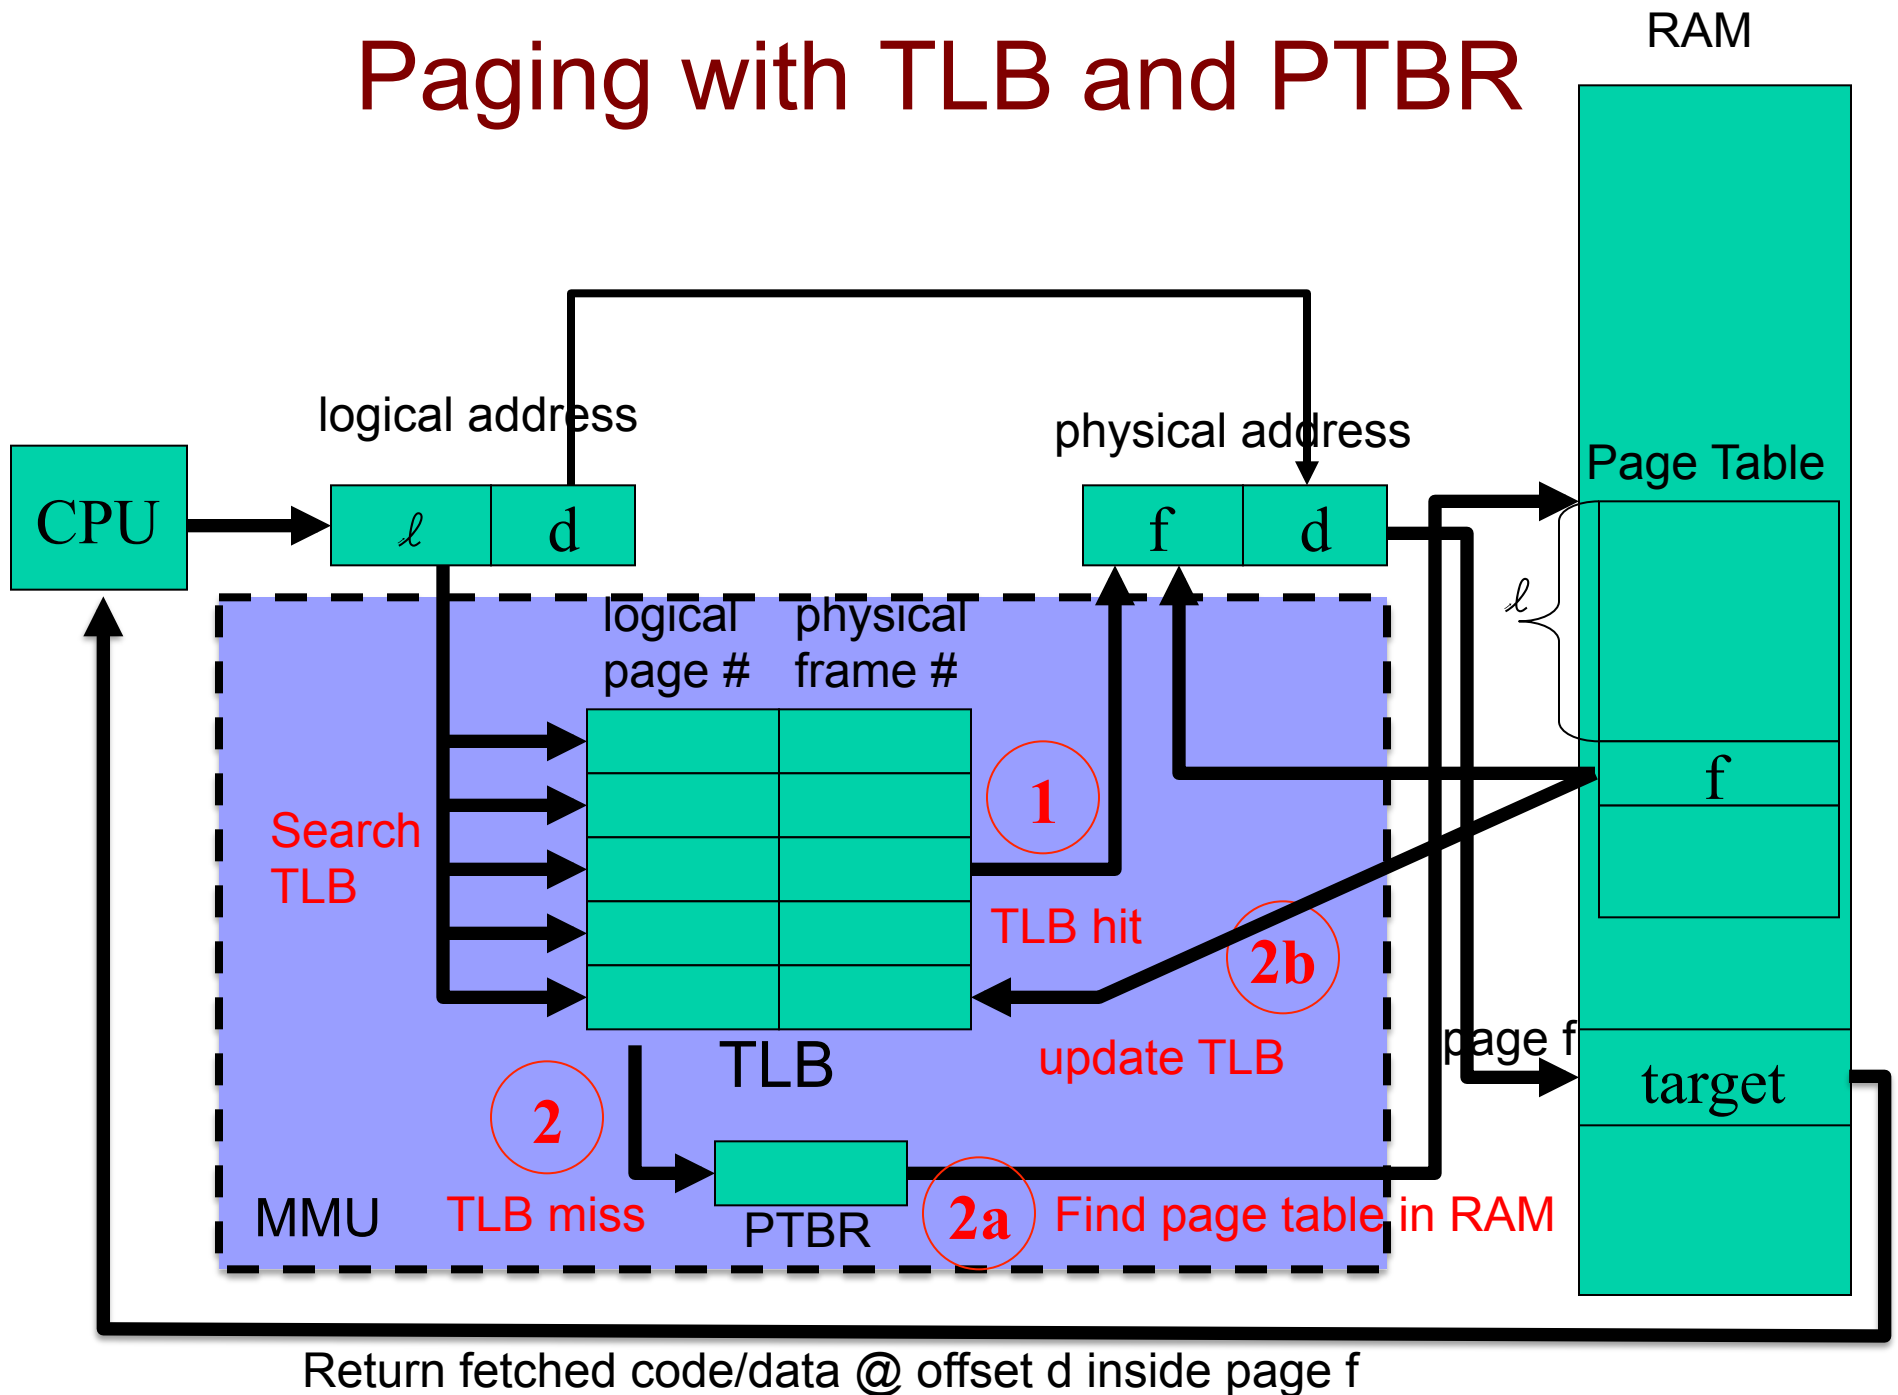 RAM
Paging with TLB and PTBR
logical address
physical address
Page Table
CPU
ℓ
d
f
d
ℓ
logical
page #
physical
frame #
f
1
Search
TLB
TLB hit
2b
page f
update TLB
TLB
target
2
MMU
TLB miss
PTBR
2a
Find page table in RAM
Return fetched code/data @ offset d inside page f